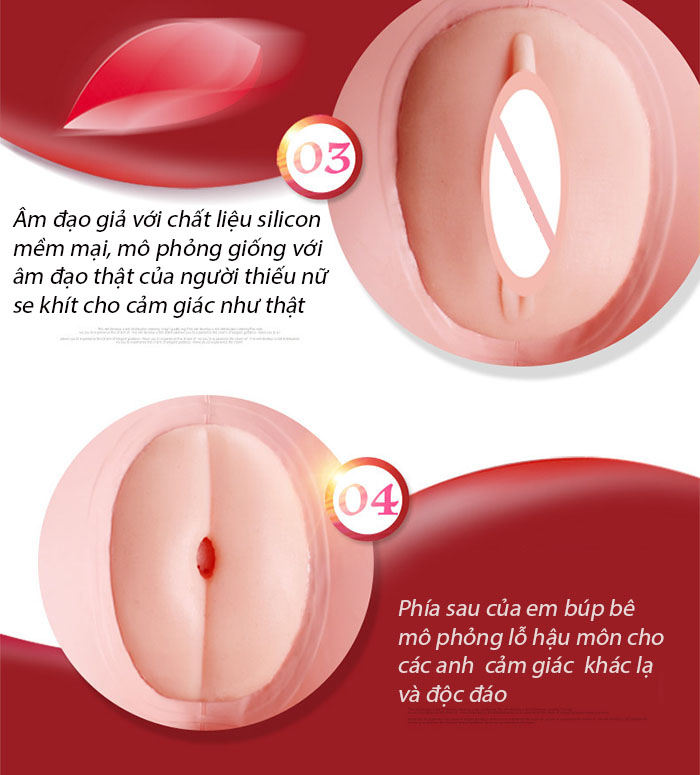 03
Âm đạo giả với chất liệu silicon
mềm mại, mô phỏng giống với
âm đạo thật của người thiếu nữ
se khít cho cảm giác như thật
04
Phía sau của em búp bê
mô phỏng lỗ hậu môn cho
các anh cảm giác khác lạ
và độc đáo